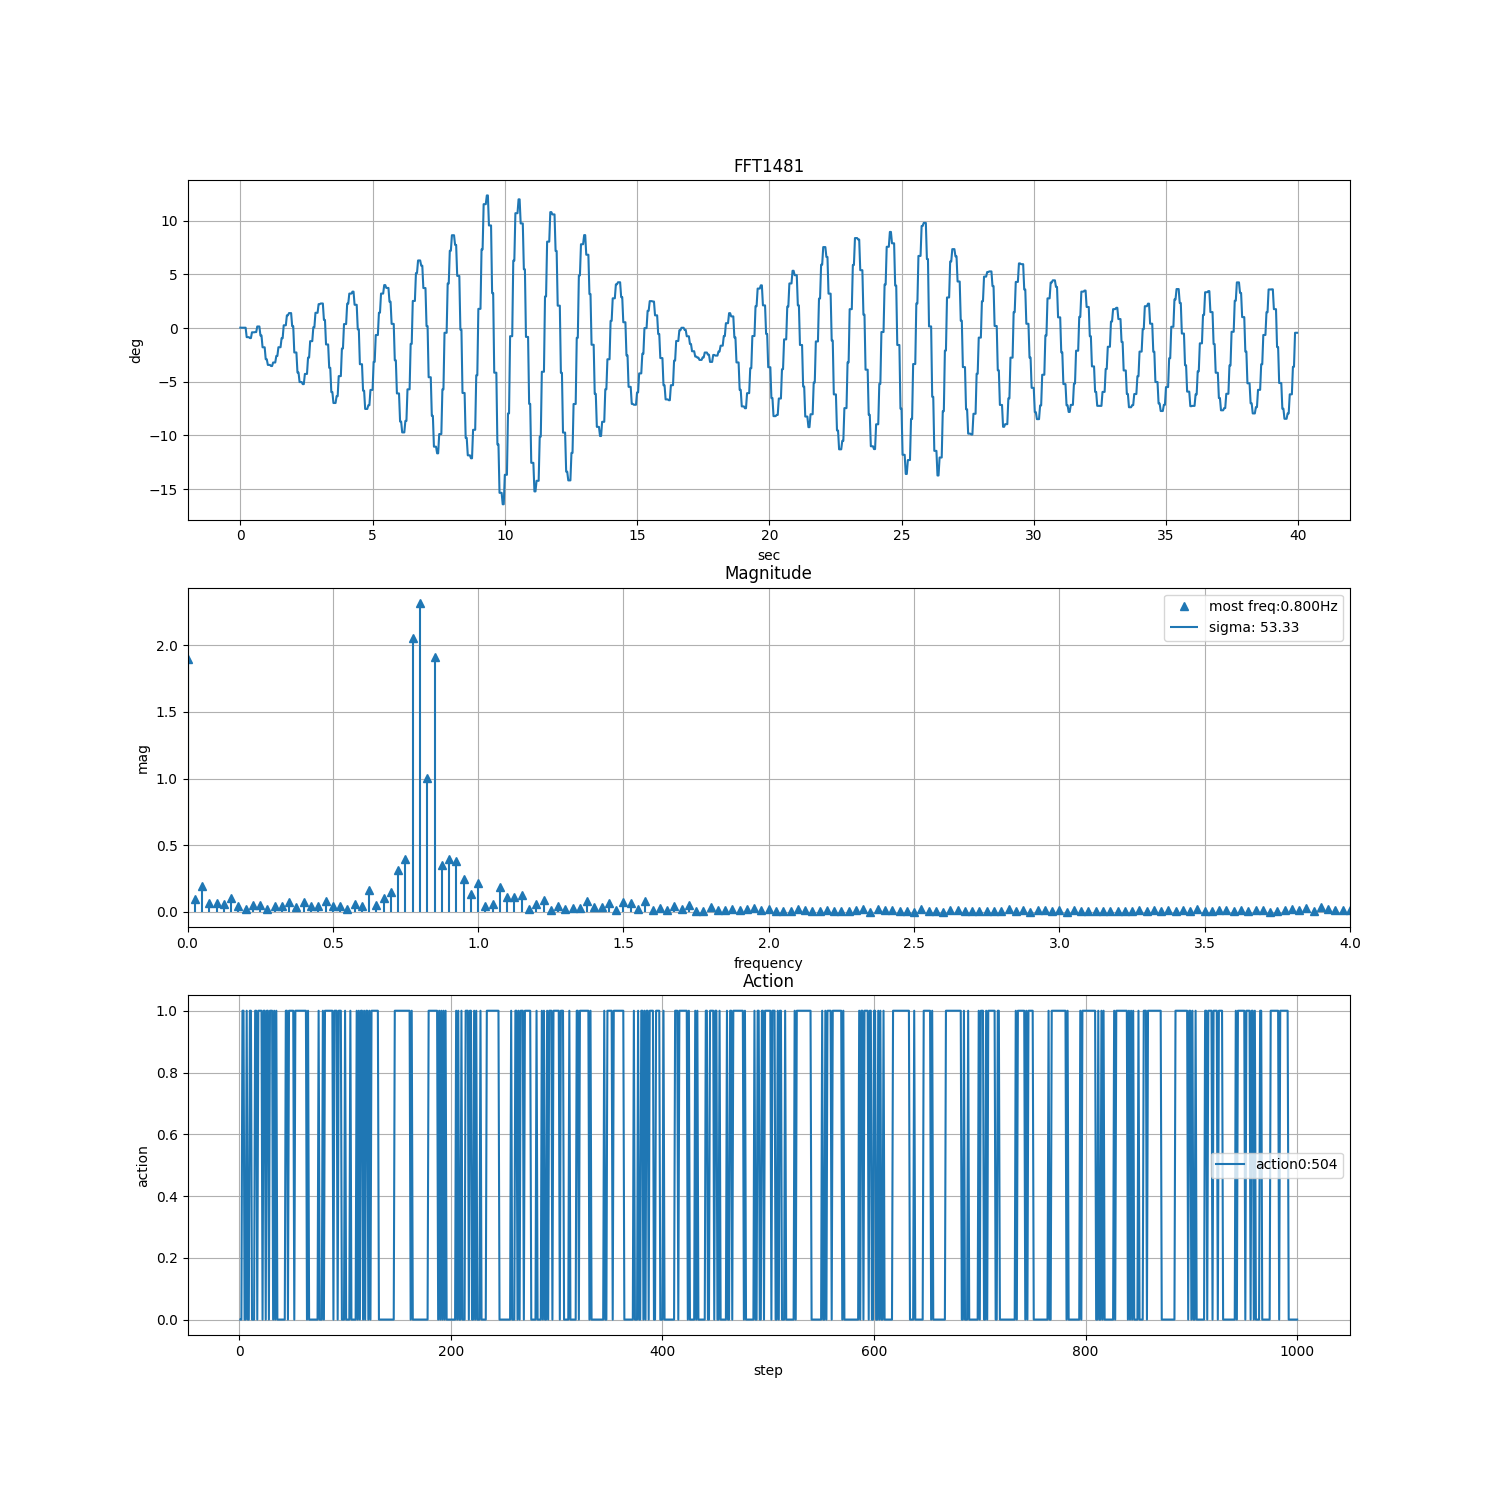 FFT1481
10
5
0
−5
−10
−15
deg
0 5 10 15 20 25 30 35 40
sec
Magnitude
most freq:0.800Hz
sigma: 53.33
2.0
1.5
1.0
0.5
0.0
mag
0.0 0.5 1.0 1.5 2.0 2.5 3.0 3.5 4.0
frequency
Action
1.0
0.8
0.6
0.4
0.2
0.0
action
action0:504
0 200 400 600 800 1000
step